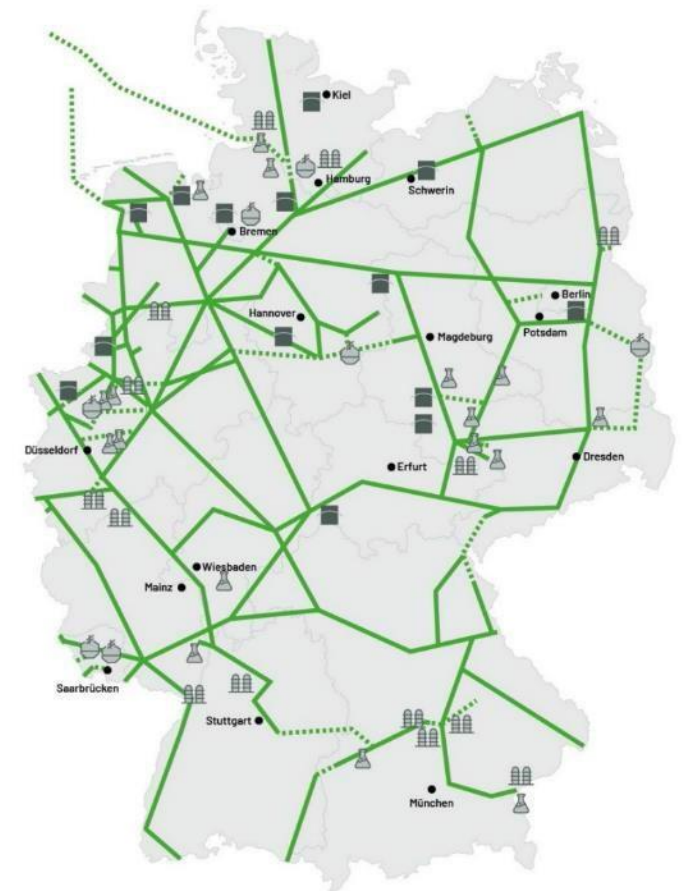 Kiel
Hamburg
Schwerin
Bremen
Berlin
Hannover
Potsdam
Magdeburg
Düsseldorf
Dresden
Erfurt
Wiesbaden
Mainz
Saarbrücken
Stuttgart
München